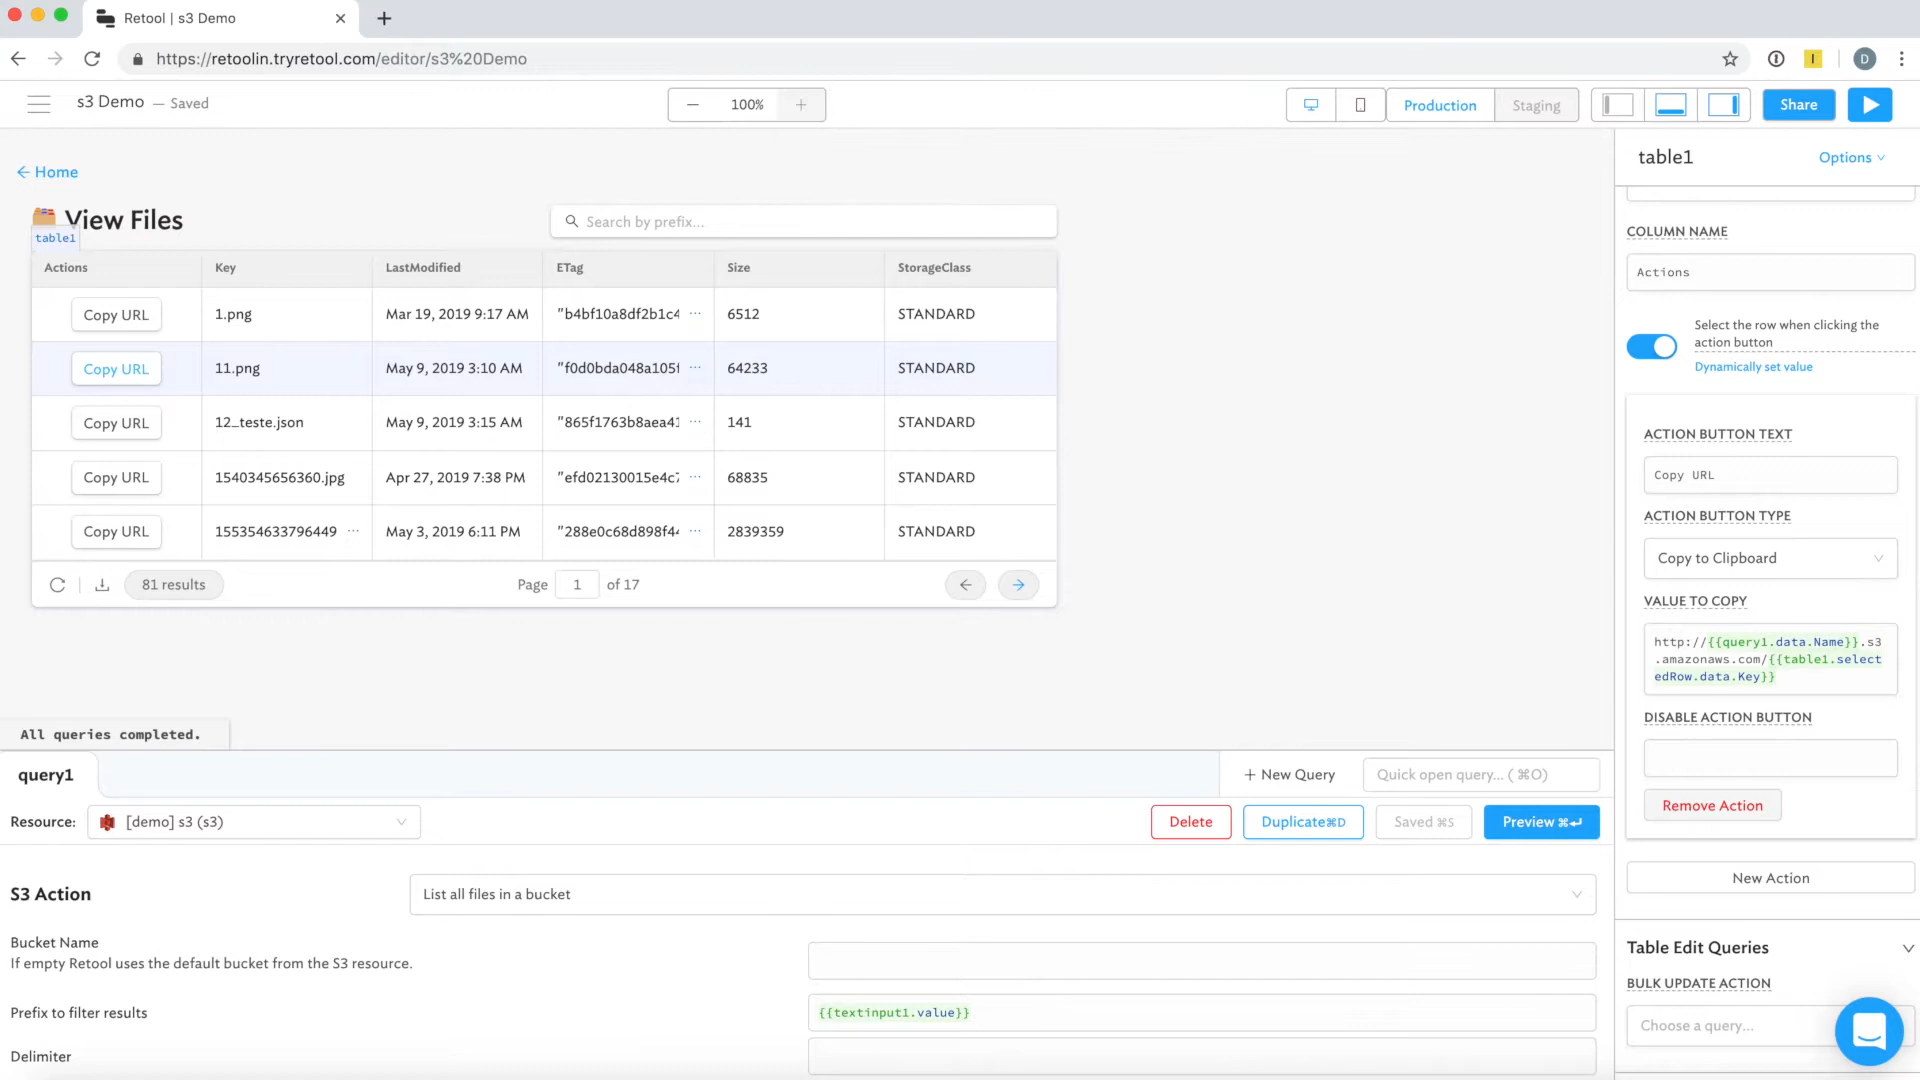 Retool | s3 Demo
https://retoolin.tryretool.com/editor/s3%20Demo
I
D
s3 Demo — Saved
100%
Production
Staging
Share
Home
View Files
table1
Search by prefix...
Actions Key LastModified ETag Size StorageClass
Copy URL 1.png Mar 19, 2019 9:17 AM "b4bf10a8df2b1c4 ... 6512 STANDARD
Copy URL 11.png May 9, 2019 3:10 AM "f0d0bda048a105f ... 64233 STANDARD
Copy URL 12_teste.json May 9, 2019 3:15 AM "865f1763b8aea41 ... 141 STANDARD
Copy URL 1540345656360.jpg Apr 27, 2019 7:38 PM "efd02130015e4c7 ... 68835 STANDARD
Copy URL 155354633796449 ... May 3, 2019 6:11 PM "288e0c68d898f44 ... 2839359 STANDARD
81 results
Page 1 of 17
All queries completed.
query1
+ New Query
Quick open query... ( ⌘O)
Resource:
[demo] s3 (s3)
Delete
Duplicate⌘D
Saved ⌘S
Preview ⌘↵
S3 Action
List all files in a bucket
Bucket Name
If empty Retool uses the default bucket from the S3 resource.
Prefix to filter results
{{textinput1.value}}
Delimiter
table1
Options
COLUMN NAME
Actions
Select the row when clicking the
action button
Dynamically set value
ACTION BUTTON TEXT
Copy URL
ACTION BUTTON TYPE
Copy to Clipboard
VALUE TO COPY
http://{{query1.data.Name}}.s3
.amazonaws.com/{{table1.select
edRow.data.Key}}
DISABLE ACTION BUTTON
Remove Action
New Action
Table Edit Queries
BULK UPDATE ACTION
Choose a query...